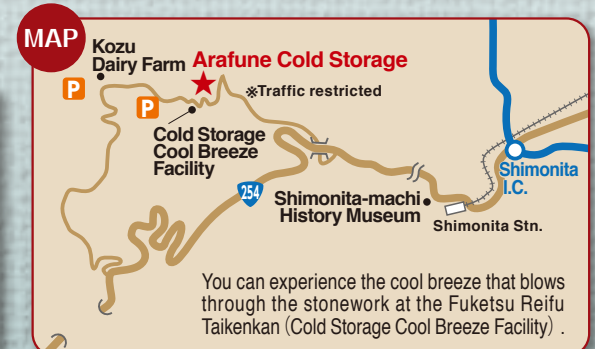 MAP
Kozu
Dairy Farm
Arafune Cold Storage
P
P
※Traffic restricted
Cold Storage
Cool Breeze
Facility
254
Shimonita-machi
History Museum
Shimonita
I.C.
Shimonita Stn.
You can experience the cool breeze that blows
through the stonework at the Fuketsu Reifu
Taikenkan (Cold Storage Cool Breeze Facility) .